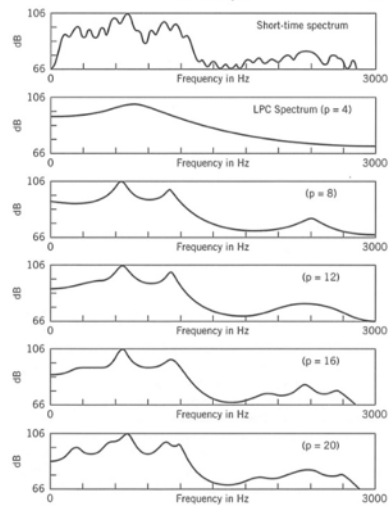 106
Short-time spectrum
dB
66
0
Frequency in Hz
3000
106
LPC Spectrum (p = 4)
dB
66
0
Frequency in Hz
3000
106
(p = 8)
dB
66
0
Frequency in Hz
3000
106
(p = 12)
dB
66
0
Frequency in Hz
3000
106
(p = 16)
dB
66
0
Frequency in Hz
3000
106
(p = 20)
dB
66
0
Frequency in Hz
3000